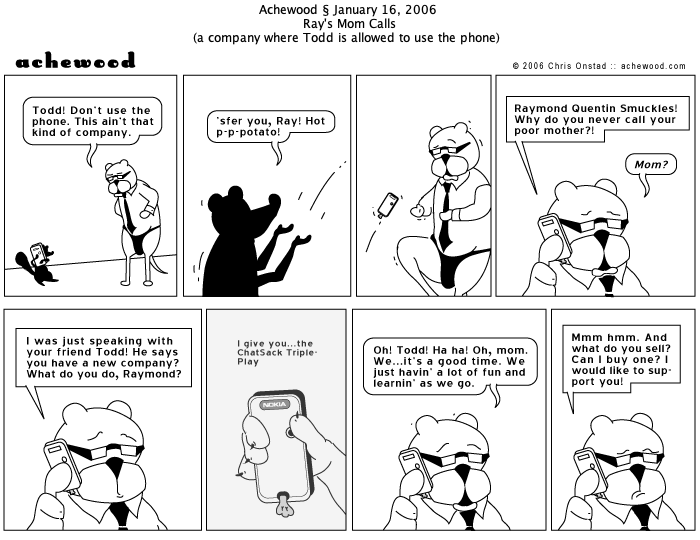 Achewood § January 16, 2006
Ray's Mom Calls
(a company where Todd is allowed to use the phone)
achewood
© 2006 Chris Onstad :: achewood.com
Todd! Don't use the
phone. This ain't that
kind of company.
'sfer you, Ray! Hot
p-p-potato!
Raymond Quentin Smuckles!
Why do you never call your
poor mother?!
Mom?
I was just speaking with
your friend Todd! He says
you have a new company?
What do you do, Raymond?
I give you...the
ChatSack Triple-
Play
NOKIA
Oh! Todd! Ha ha! Oh, mom.
We...it's a good time. We
just havin' a lot of fun and
learnin' as we go.
Mmm hmm. And
what do you sell?
Can I buy one? I
would like to sup-
port you!